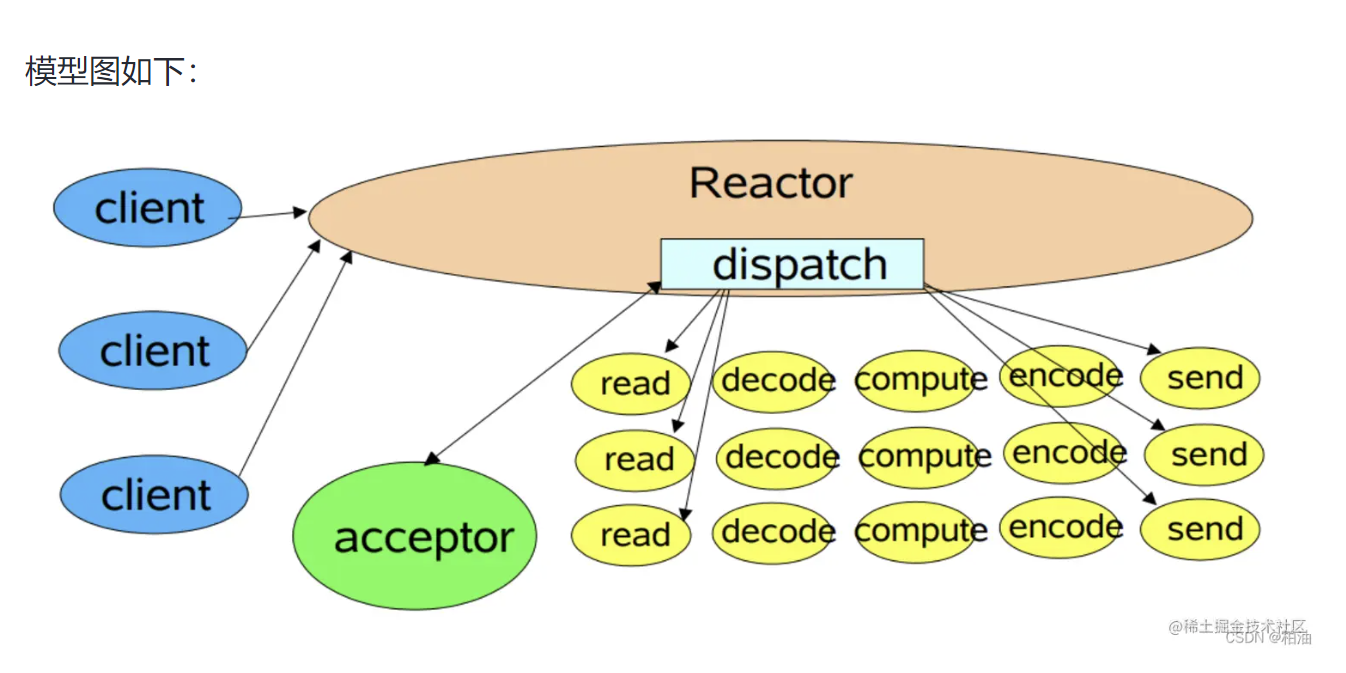 模型图如下：
Reactor
dispatch
client
client
client
acceptor
read decode compute encode send
read decode compute encode send
read decode compute encode send
@稀土掘金技术社区
CSDN @柏油